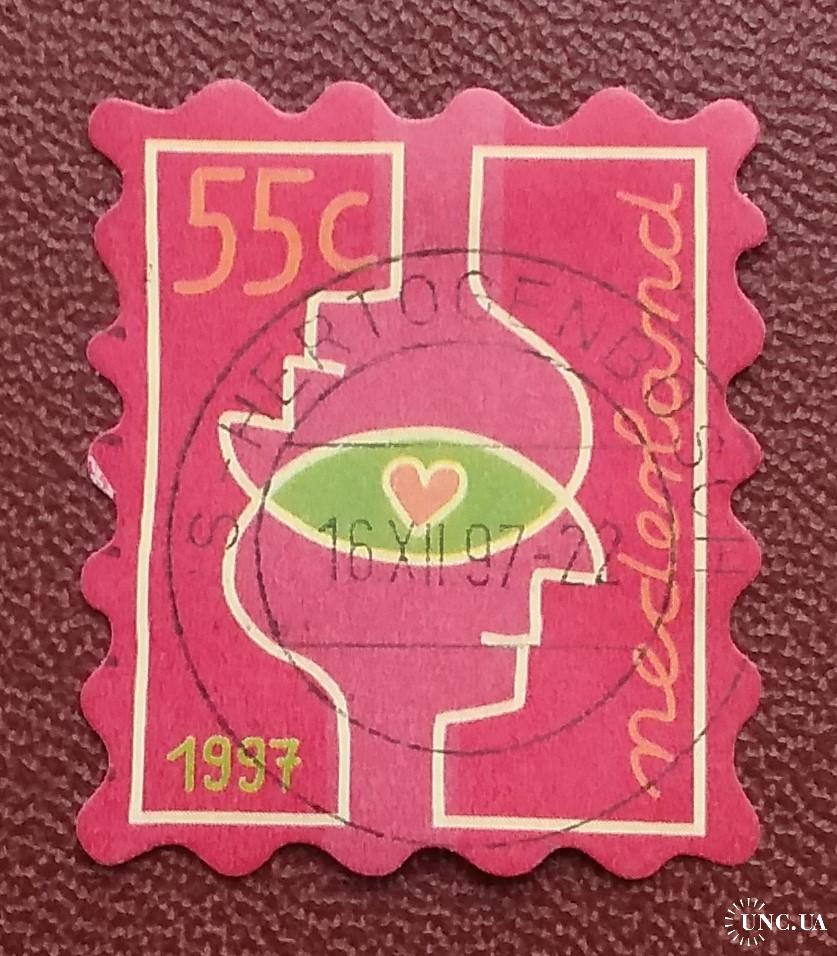 55c
nederland
'S-HERTOGENBOSCH
16 XII 97-22
1997
UNC.UA